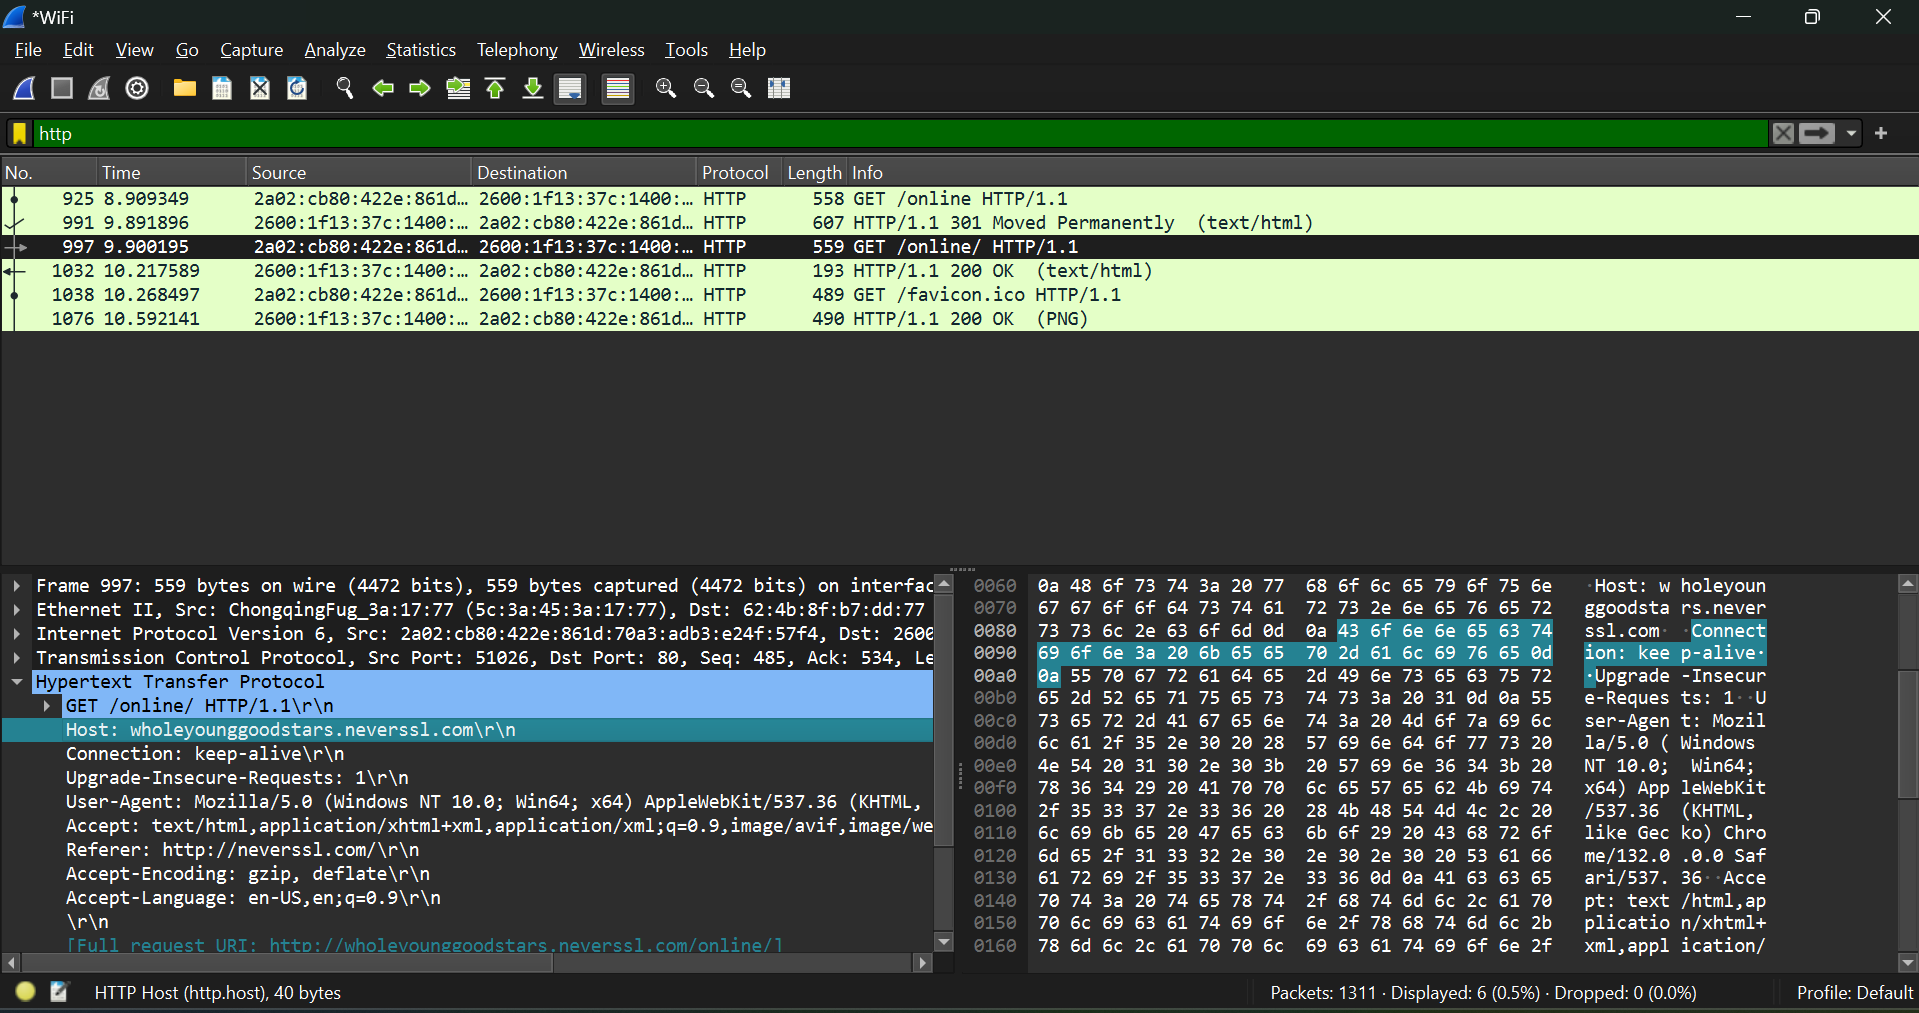 *WiFi
File Edit View Go Capture Analyze Statistics Telephony Wireless Tools Help
http
No. Time Source Destination Protocol Length Info
925 8.909349 2a02:cb80:422e:861d… 2600:1f13:37c:1400:… HTTP 558 GET /online HTTP/1.1
991 9.891896 2600:1f13:37c:1400:… 2a02:cb80:422e:861d… HTTP 607 HTTP/1.1 301 Moved Permanently (text/html)
997 9.900195 2a02:cb80:422e:861d… 2600:1f13:37c:1400:… HTTP 559 GET /online/ HTTP/1.1
1032 10.217589 2600:1f13:37c:1400:… 2a02:cb80:422e:861d… HTTP 193 HTTP/1.1 200 OK (text/html)
1038 10.268497 2a02:cb80:422e:861d… 2600:1f13:37c:1400:… HTTP 489 GET /favicon.ico HTTP/1.1
1076 10.592141 2600:1f13:37c:1400:… 2a02:cb80:422e:861d… HTTP 490 HTTP/1.1 200 OK (PNG)
Frame 997: 559 bytes on wire (4472 bits), 559 bytes captured (4472 bits) on interfac
Ethernet II, Src: ChongqingFug_3a:17:77 (5c:3a:45:3a:17:77), Dst: 62:4b:8f:b7:dd:77
Internet Protocol Version 6, Src: 2a02:cb80:422e:861d:70a3:adb3:e24f:57f4, Dst: 2600
Transmission Control Protocol, Src Port: 51026, Dst Port: 80, Seq: 485, Ack: 534, Le
Hypertext Transfer Protocol
GET /online/ HTTP/1.1\r\n
Host: wholeyounggoodstars.neverssl.com\r\n
Connection: keep-alive\r\n
Upgrade-Insecure-Requests: 1\r\n
User-Agent: Mozilla/5.0 (Windows NT 10.0; Win64; x64) AppleWebKit/537.36 (KHTML,
Accept: text/html,application/xhtml+xml,application/xml;q=0.9,image/avif,image/we
Referer: http://neverssl.com/\r\n
Accept-Encoding: gzip, deflate\r\n
Accept-Language: en-US,en;q=0.9\r\n
\r\n
[Full request URI: http://wholeyounggoodstars.neverssl.com/online/]
0060 0a 48 6f 73 74 3a 20 77 68 6f 6c 65 79 6f 75 6e ·Host: w holeyoun
0070 67 67 6f 6f 64 73 74 61 72 73 2e 6e 65 76 65 72 ggoodsta rs.never
0080 73 73 6c 2e 63 6f 6d 0d 0a 43 6f 6e 6e 65 63 74 ssl.com· ·Connect
0090 69 6f 6e 3a 20 6b 65 65 70 2d 61 6c 69 76 65 0d ion: kee p-alive·
00a0 0a 55 70 67 72 61 64 65 2d 49 6e 73 65 63 75 72 ·Upgrade -Insecur
00b0 65 2d 52 65 71 75 65 73 74 73 3a 20 31 0d 0a 55 e-Reques ts: 1··U
00c0 73 65 72 2d 41 67 65 6e 74 3a 20 4d 6f 7a 69 6c ser-Agen t: Mozil
00d0 6c 61 2f 35 2e 30 20 28 57 69 6e 64 6f 77 73 20 la/5.0 ( Windows
00e0 4e 54 20 31 30 2e 30 3b 20 57 69 6e 36 34 3b 20 NT 10.0; Win64;
00f0 78 36 34 29 20 41 70 70 6c 65 57 65 62 4b 69 74 x64) App leWebKit
0100 2f 35 33 37 2e 33 36 20 28 4b 48 54 4d 4c 2c 20 /537.36 (KHTML,
0110 6c 69 6b 65 20 47 65 63 6b 6f 29 20 43 68 72 6f like Gec ko) Chro
0120 6d 65 2f 31 33 32 2e 30 2e 30 2e 30 20 53 61 66 me/132.0 .0.0 Saf
0130 61 72 69 2f 35 33 37 2e 33 36 0d 0a 41 63 63 65 ari/537. 36··Acce
0140 70 74 3a 20 74 65 78 74 2f 68 74 6d 6c 2c 61 70 pt: text /html,ap
0150 70 6c 69 63 61 74 69 6f 6e 2f 78 68 74 6d 6c 2b plicatio n/xhtml+
0160 78 6d 6c 2c 61 70 70 6c 69 63 61 74 69 6f 6e 2f xml,appl ication/
HTTP Host (http.host), 40 bytes
Packets: 1311 · Displayed: 6 (0.5%) · Dropped: 0 (0.0%)
Profile: Default